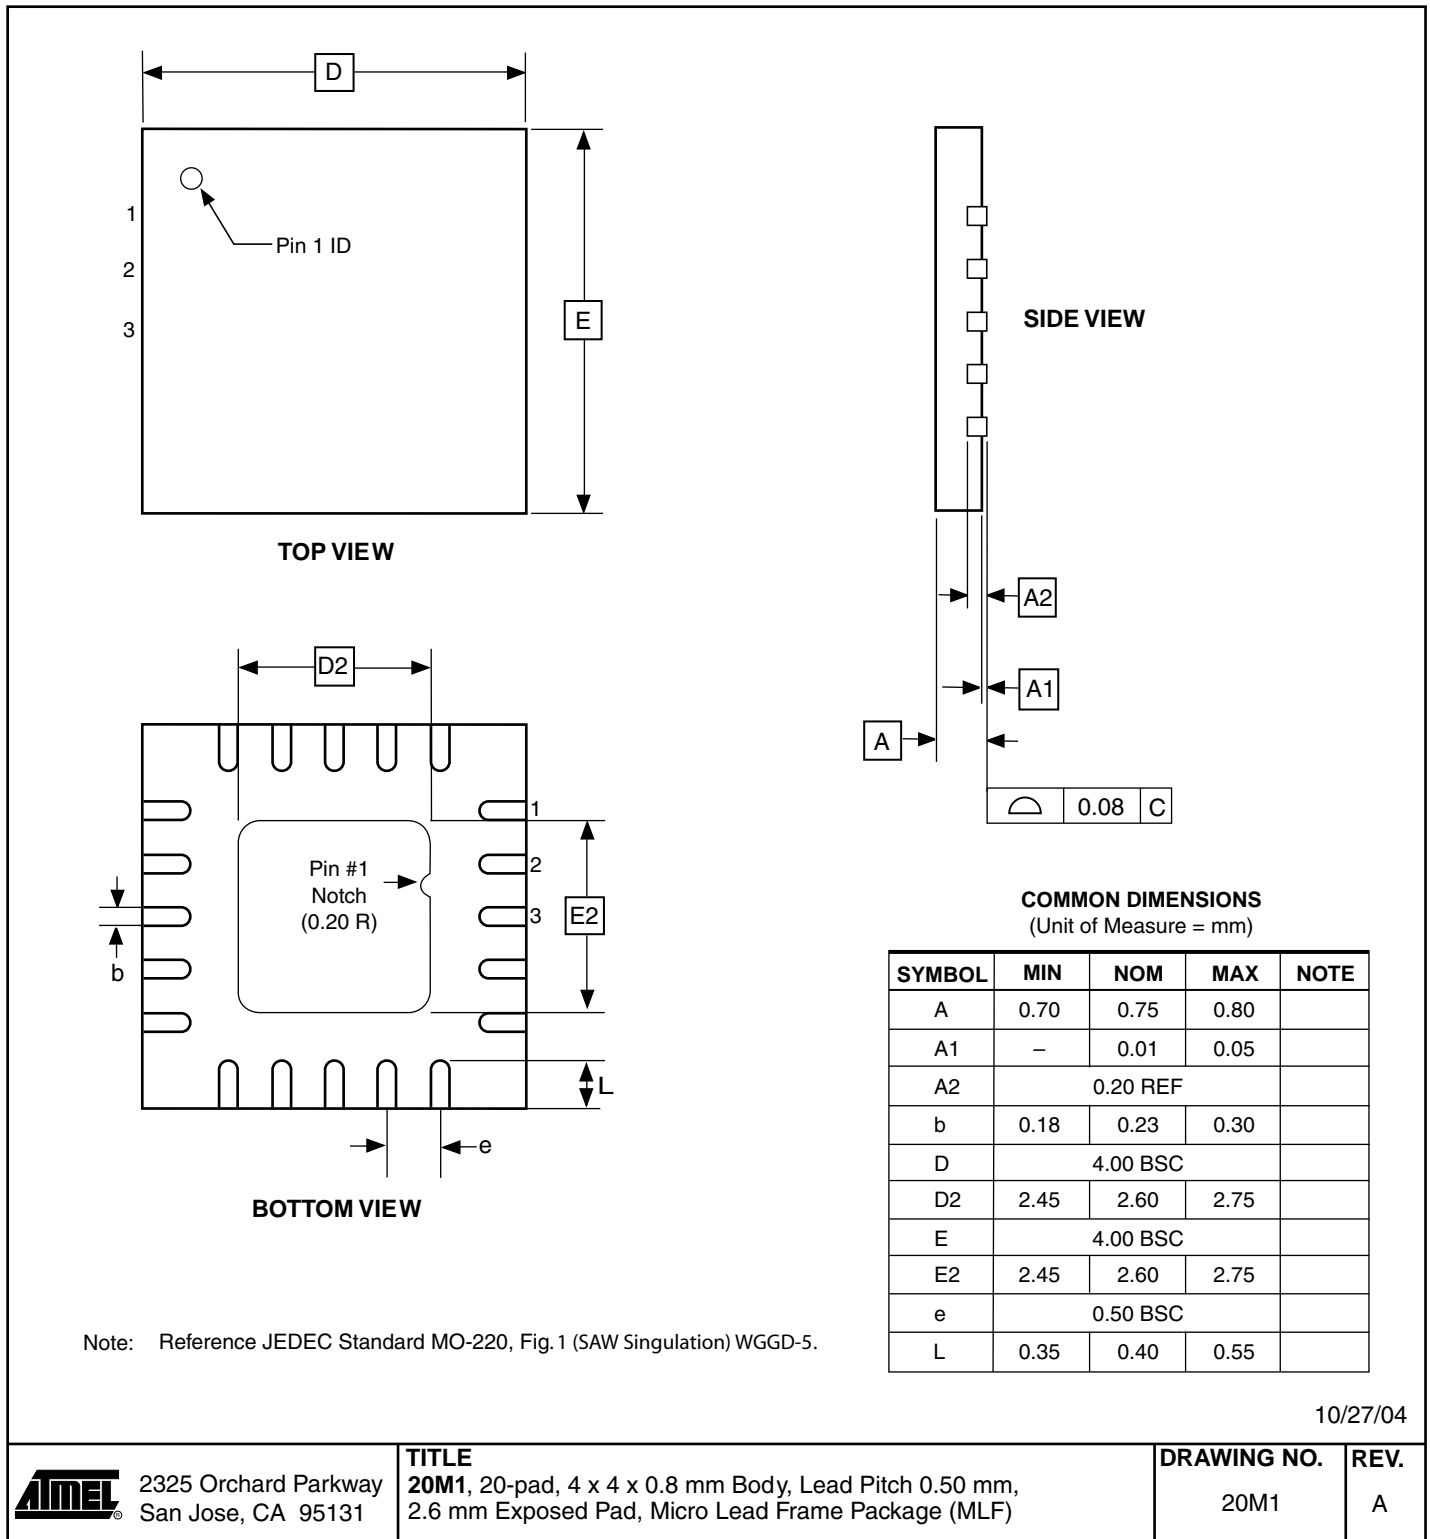 D
1
2
3
Pin 1 ID
E
TOP VIEW
SIDE VIEW
A2
A1
A
0.08 C
D2
1
2
3
Pin #1
Notch
(0.20 R)
E2
b
L
e
BOTTOM VIEW
COMMON DIMENSIONS
(Unit of Measure = mm)
SYMBOL MIN NOM MAX NOTE
A 0.70 0.75 0.80
A1 – 0.01 0.05
A2 0.20 REF
b 0.18 0.23 0.30
D 4.00 BSC
D2 2.45 2.60 2.75
E 4.00 BSC
E2 2.45 2.60 2.75
e 0.50 BSC
L 0.35 0.40 0.55
Note: Reference JEDEC Standard MO-220, Fig. 1 (SAW Singulation) WGGD-5.
10/27/04
ATMEL ®
2325 Orchard Parkway
San Jose, CA 95131
TITLE
20M1, 20-pad, 4 x 4 x 0.8 mm Body, Lead Pitch 0.50 mm,
2.6 mm Exposed Pad, Micro Lead Frame Package (MLF)
DRAWING NO.
20M1
REV.
A